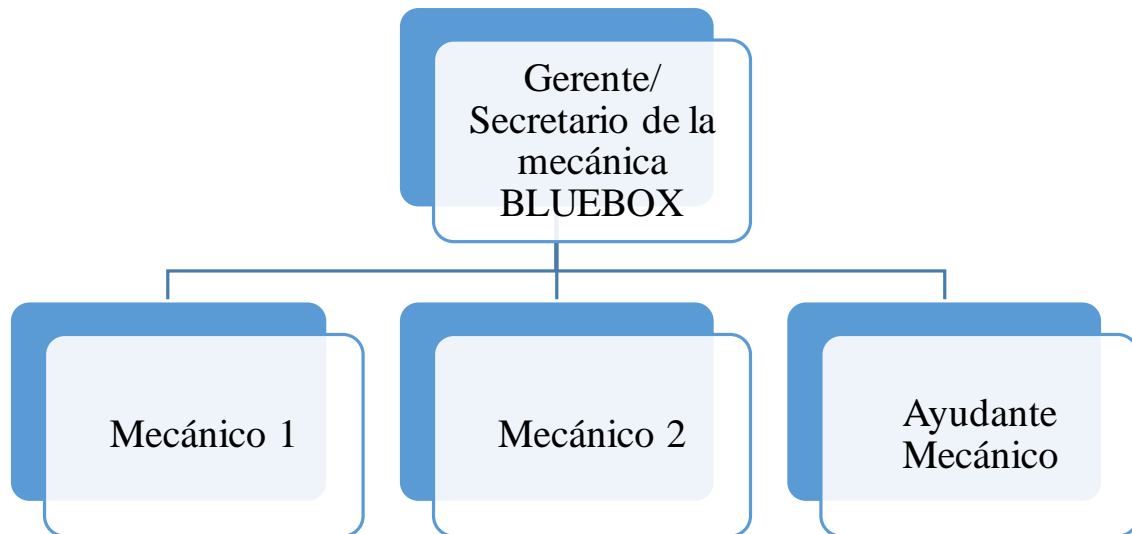 Gerente/
Secretario de la
mecánica
BLUEBOX
Mecánico 1
Mecánico 2
Ayudante
Mecánico